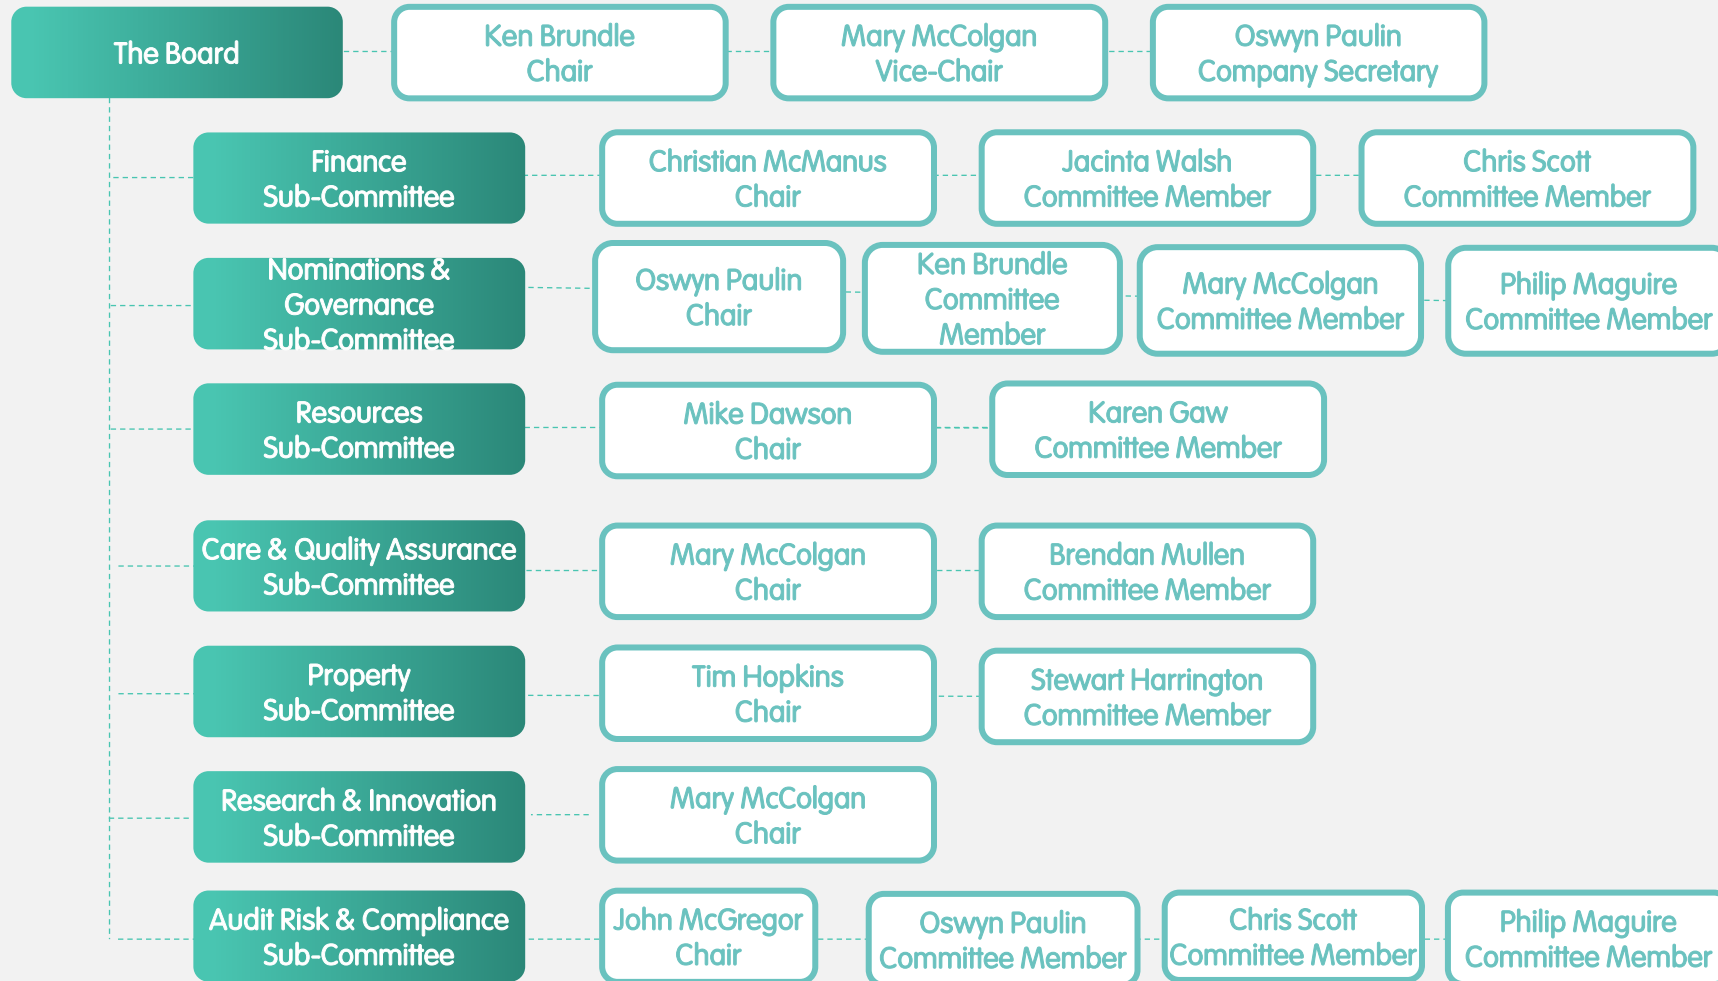 The Board
Ken Brundle
Chair
Mary McColgan
Vice-Chair
Oswyn Paulin
Company Secretary
Finance
Sub-Committee
Christian McManus
Chair
Jacinta Walsh
Committee Member
Chris Scott
Committee Member
Nominations &
Governance
Sub-Committee
Oswyn Paulin
Chair
Ken Brundle
Committee
Member
Mary McColgan
Committee Member
Philip Maguire
Committee Member
Resources
Sub-Committee
Mike Dawson
Chair
Karen Gaw
Committee Member
Care & Quality Assurance
Sub-Committee
Mary McColgan
Chair
Brendan Mullen
Committee Member
Property
Sub-Committee
Tim Hopkins
Chair
Stewart Harrington
Committee Member
Research & Innovation
Sub-Committee
Mary McColgan
Chair
Audit Risk & Compliance
Sub-Committee
John McGregor
Chair
Oswyn Paulin
Committee Member
Chris Scott
Committee Member
Philip Maguire
Committee Member